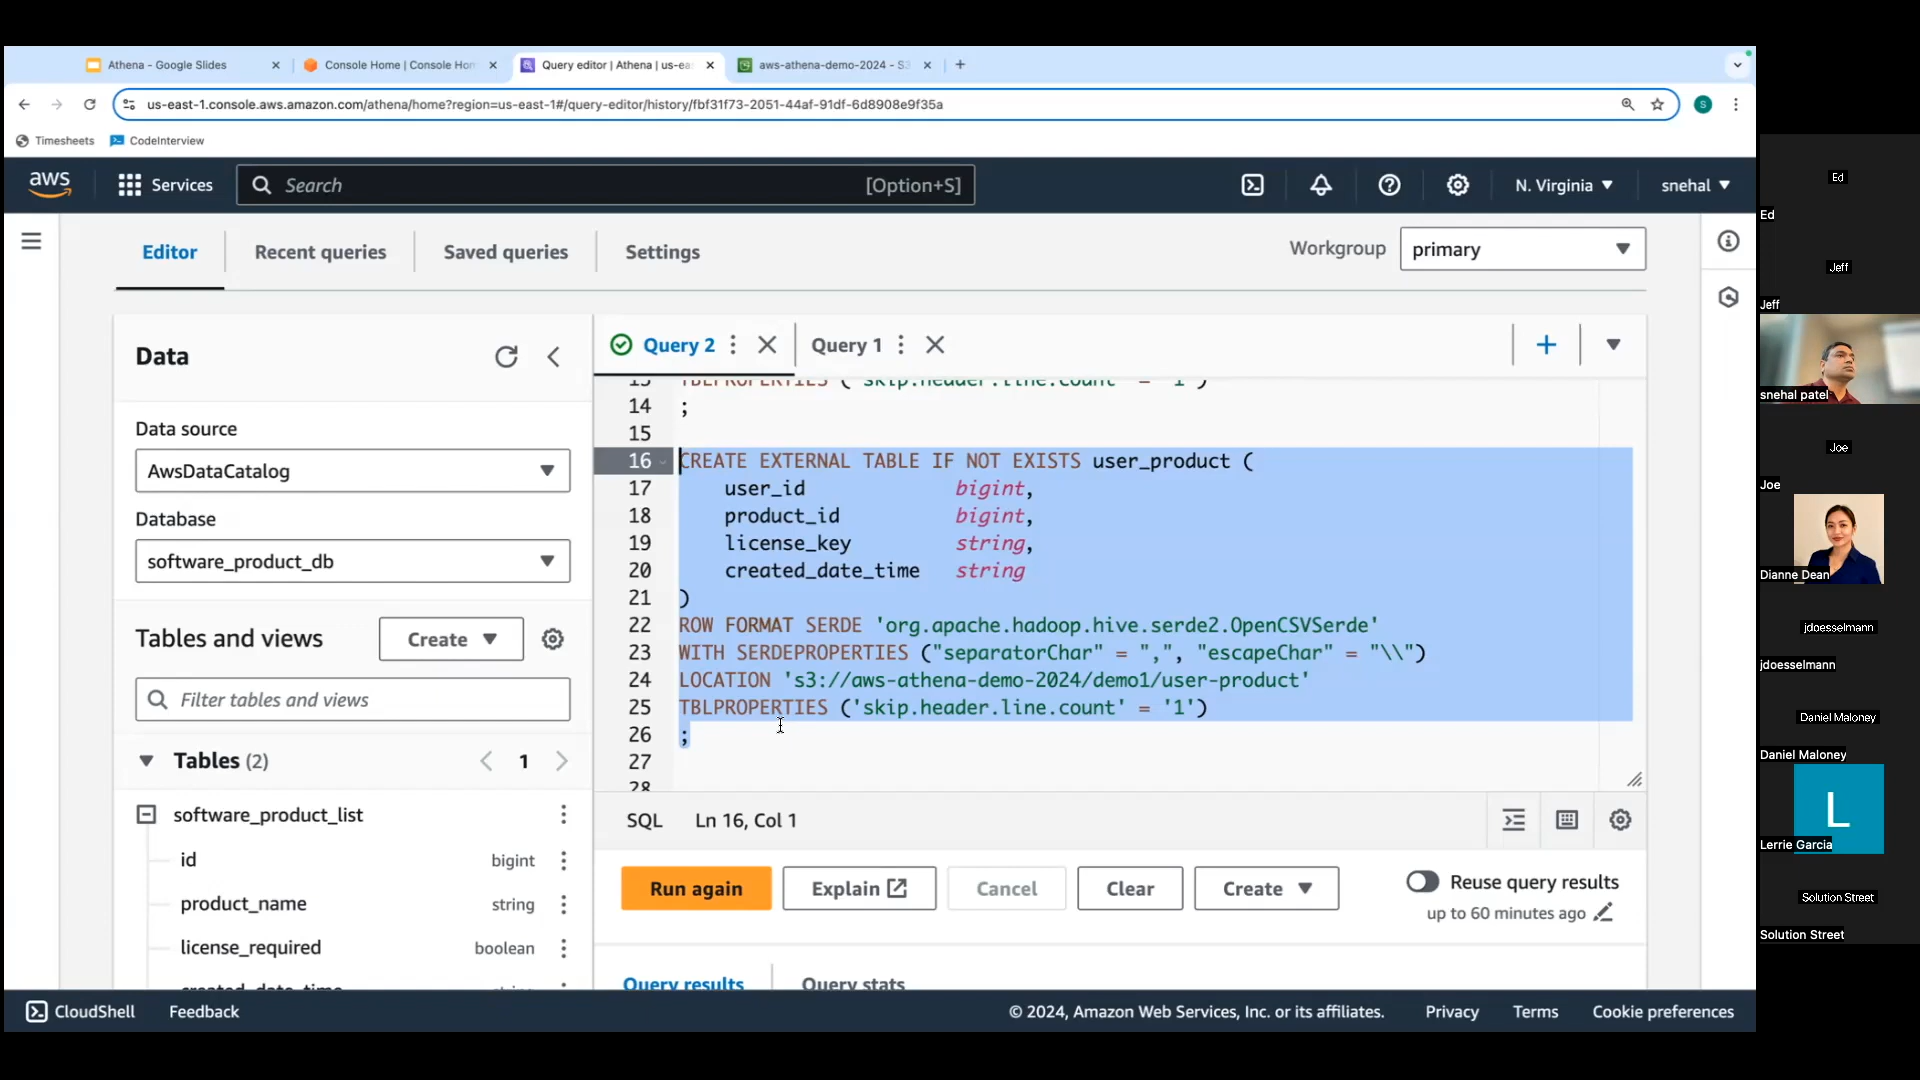 Athena - Google Slides
Console Home | Console Hom
Query editor | Athena | us-ea
aws-athena-demo-2024 - S3
us-east-1.console.aws.amazon.com/athena/home?region=us-east-1#/query-editor/history/fbf31f73-2051-44af-91df-6d8908e9f35a
S
Timesheets
CodeInterview
aws
Services
Search
[Option+S]
N. Virginia
snehal
Editor
Recent queries
Saved queries
Settings
Workgroup
primary
Data
Data source
AwsDataCatalog
Database
software_product_db
Tables and views
Create
Filter tables and views
Tables (2)
1
software_product_list
id
bigint
product_name
string
license_required
boolean
created_date_time
string
Query 2
Query 1
13 TBLPROPERTIES ('skip.header.line.count' = '1')
14 ;
15
16 CREATE EXTERNAL TABLE IF NOT EXISTS user_product (
17 user_id bigint,
18 product_id bigint,
19 license_key string,
20 created_date_time string
21 )
22 ROW FORMAT SERDE 'org.apache.hadoop.hive.serde2.OpenCSVSerde'
23 WITH SERDEPROPERTIES ("separatorChar" = ",", "escapeChar" = "\\")
24 LOCATION 's3://aws-athena-demo-2024/demo1/user-product'
25 TBLPROPERTIES ('skip.header.line.count' = '1')
26 ;
27
28
SQL
Ln 16, Col 1
Run again
Explain
Cancel
Clear
Create
Reuse query results
up to 60 minutes ago
Query results
Query stats
CloudShell
Feedback
© 2024, Amazon Web Services, Inc. or its affiliates.
Privacy
Terms
Cookie preferences
Ed
Ed
Jeff
Jeff
snehal patel
Joe
Joe
Dianne Dean
jdoesselmann
jdoesselmann
Daniel Maloney
Daniel Maloney
L
Lerrie Garcia
Solution Street
Solution Street